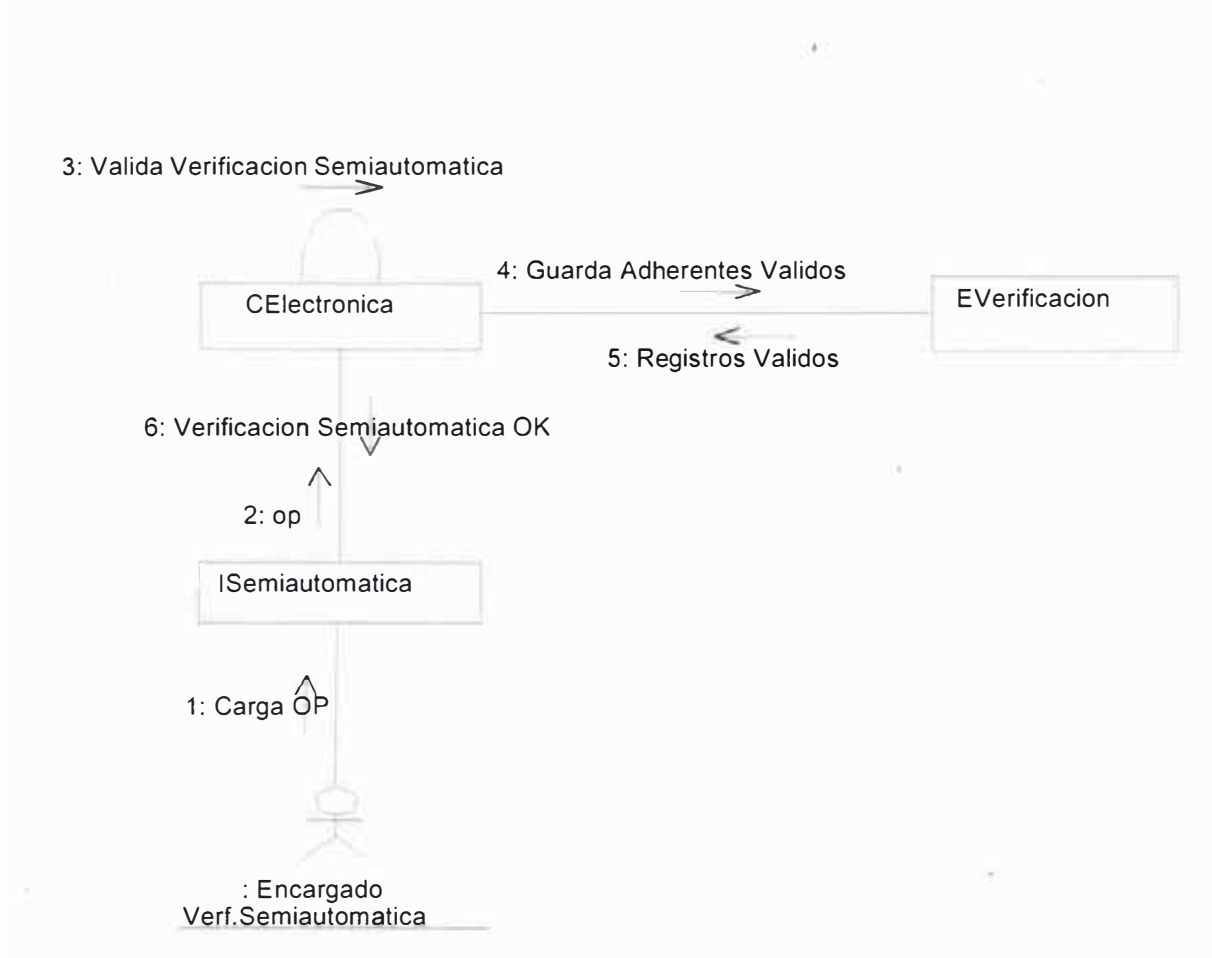 3: Valida Verificacion Semiautomatica
4: Guarda Adherentes Validos
CElectronica
EVerificacion
5: Registros Validos
6: Verificacion Semiautomatica OK
2: op
ISemiautomatica
1: Carga OP
: Encargado
Verf.Semiautomatica